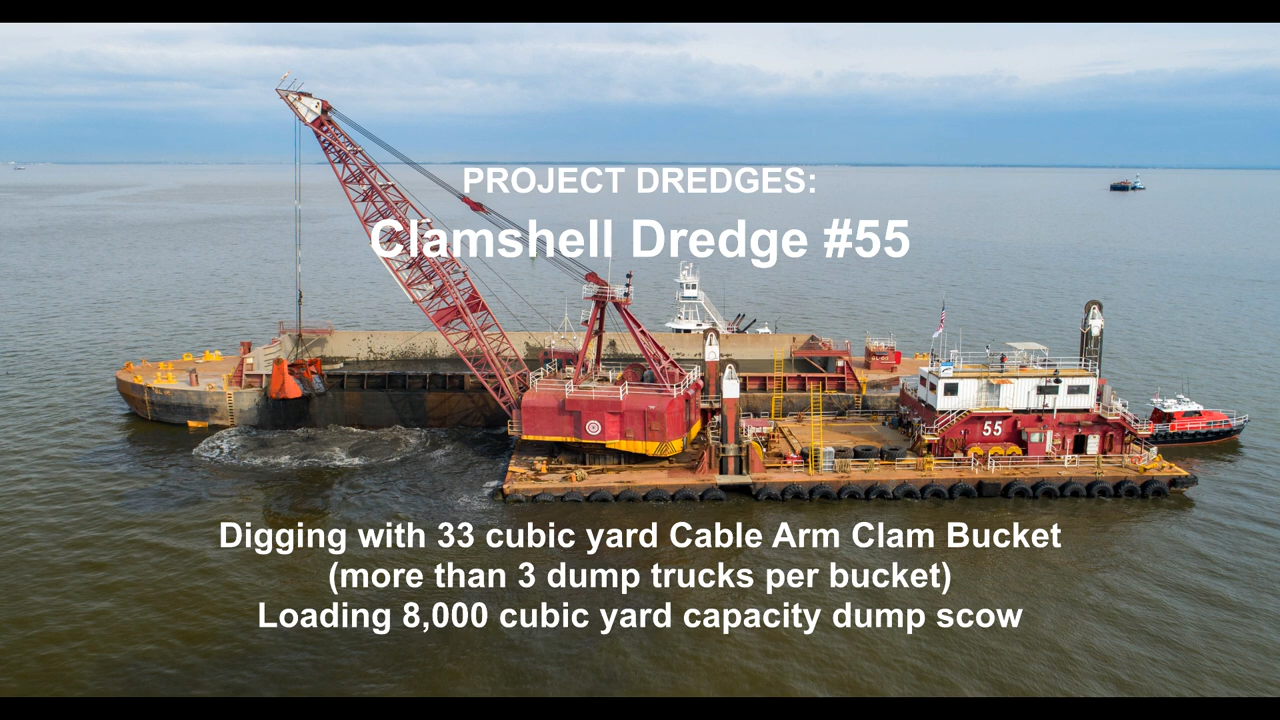 PROJECT DREDGES:
Clamshell Dredge #55
55
Digging with 33 cubic yard Cable Arm Clam Bucket
(more than 3 dump trucks per bucket)
Loading 8,000 cubic yard capacity dump scow